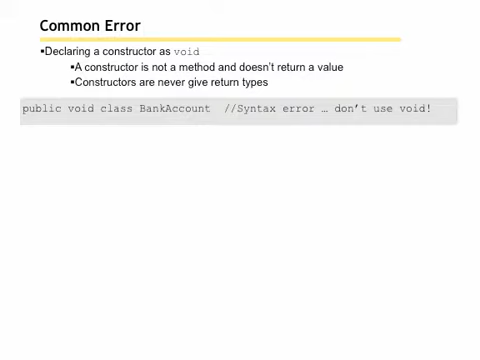 Common Error
▪Declaring a constructor as void
▪A constructor is not a method and doesn't return a value
▪Constructors are never give return types
public void class BankAccount  //Syntax error … don't use void!